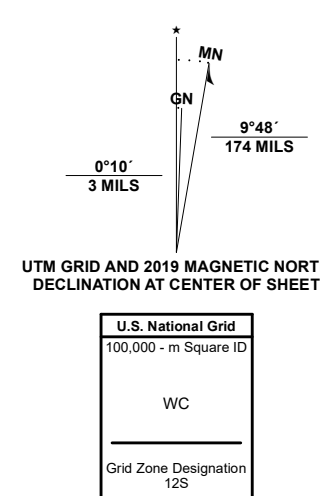 ★
MN
GN
9°48´
174 MILS
0°10´
3 MILS
UTM GRID AND 2019 MAGNETIC NORT
DECLINATION AT CENTER OF SHEET
U.S. National Grid
100,000 - m Square ID
WC
Grid Zone Designation
12S